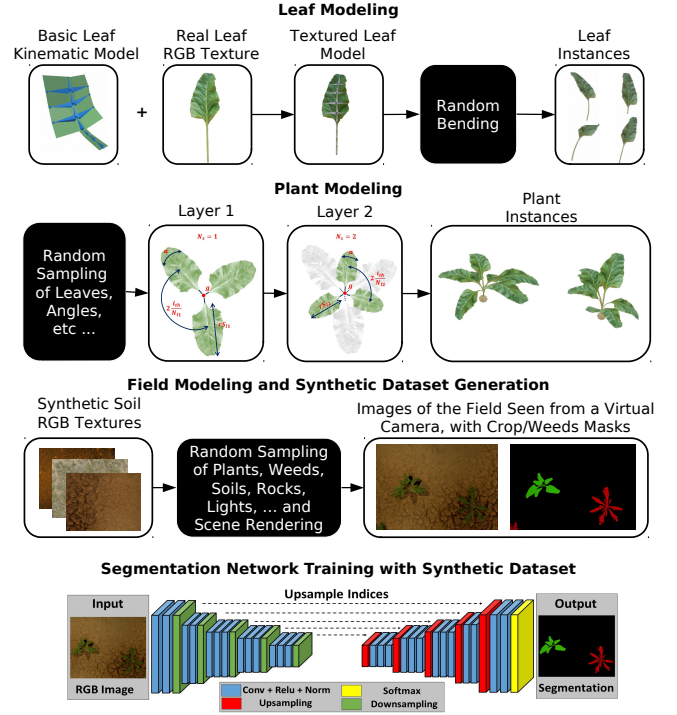 Leaf Modeling
Basic Leaf
Kinematic Model
Real Leaf
RGB Texture
Textured Leaf
Model
Leaf
Instances
+
Random
Bending
Plant Modeling
Layer 1
Layer 2
Plant
Instances
Random
Sampling
of Leaves,
Angles,
etc ...
Field Modeling and Synthetic Dataset Generation
Synthetic Soil
RGB Textures
Images of the Field Seen from a Virtual
Camera, with Crop/Weeds Masks
Random Sampling
of Plants, Weeds,
Soils, Rocks,
Lights, ... and
Scene Rendering
Segmentation Network Training with Synthetic Dataset
Input
Upsample Indices
Output
RGB Image
Segmentation
Conv + Relu + Norm
Softmax
Upsampling
Downsampling